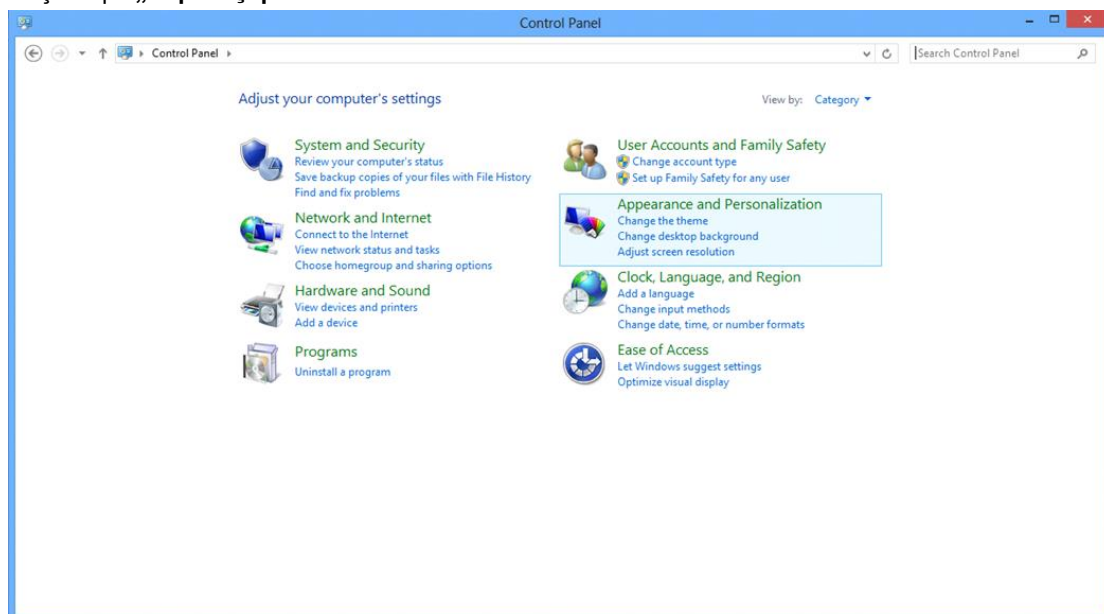 Control Panel
Control Panel
Search Control Panel
Adjust your computer's settings
View by: Category
System and Security
Review your computer's status
Save backup copies of your files with File History
Find and fix problems
Network and Internet
Connect to the Internet
View network status and tasks
Choose homegroup and sharing options
Hardware and Sound
View devices and printers
Add a device
Programs
Uninstall a program
User Accounts and Family Safety
Change account type
Set up Family Safety for any user
Appearance and Personalization
Change the theme
Change desktop background
Adjust screen resolution
Clock, Language, and Region
Add a language
Change input methods
Change date, time, or number formats
Ease of Access
Let Windows suggest settings
Optimize visual display